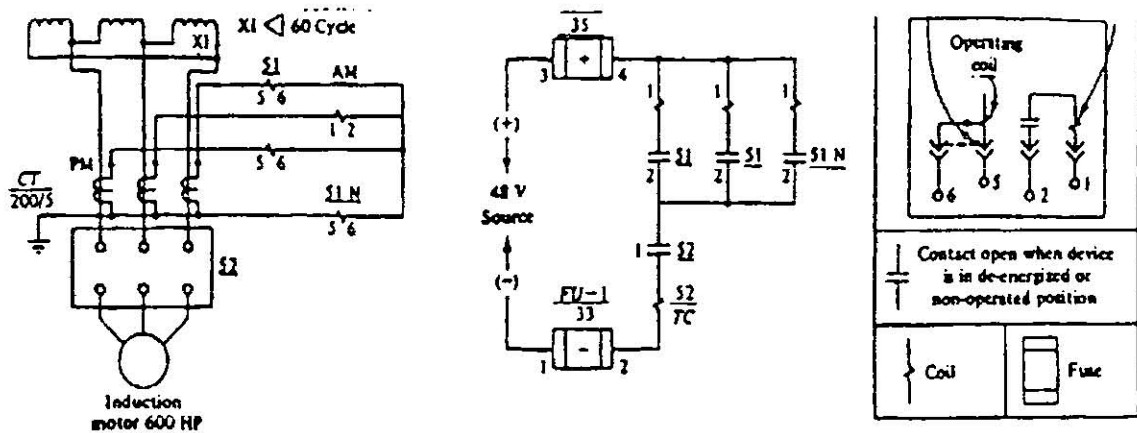 X1
X1 60 Cycle
51
5 6
AM
1 2
5 6
PM
CT
200/5
51 N
5 6
52
Induction
motor 600 HP
35
3 + 4
(+)
48 V
Source
(-)
1 1 1
51 51 51 N
2 2 2
1 52
52
TC
FU-1
33
1 - 2
Operating
coil
6 5 2 1
Contact open when device
is in de-energized or
non-operated position
Coil
Fuse